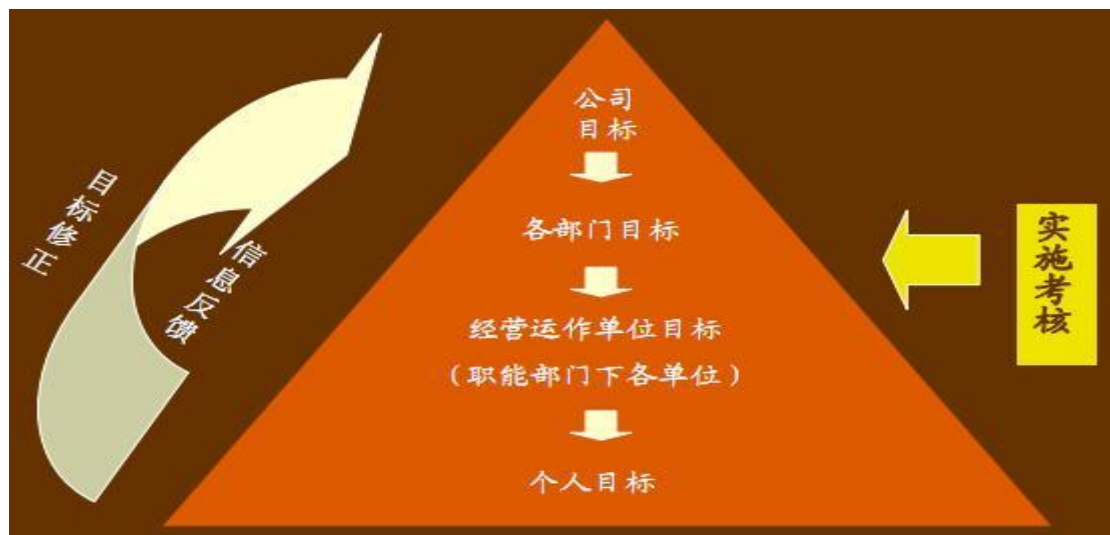 公司
目标
各部门目标
经营运作单位目标
（职能部门下各单位）
个人目标
目标修正
信息反馈
实施考核